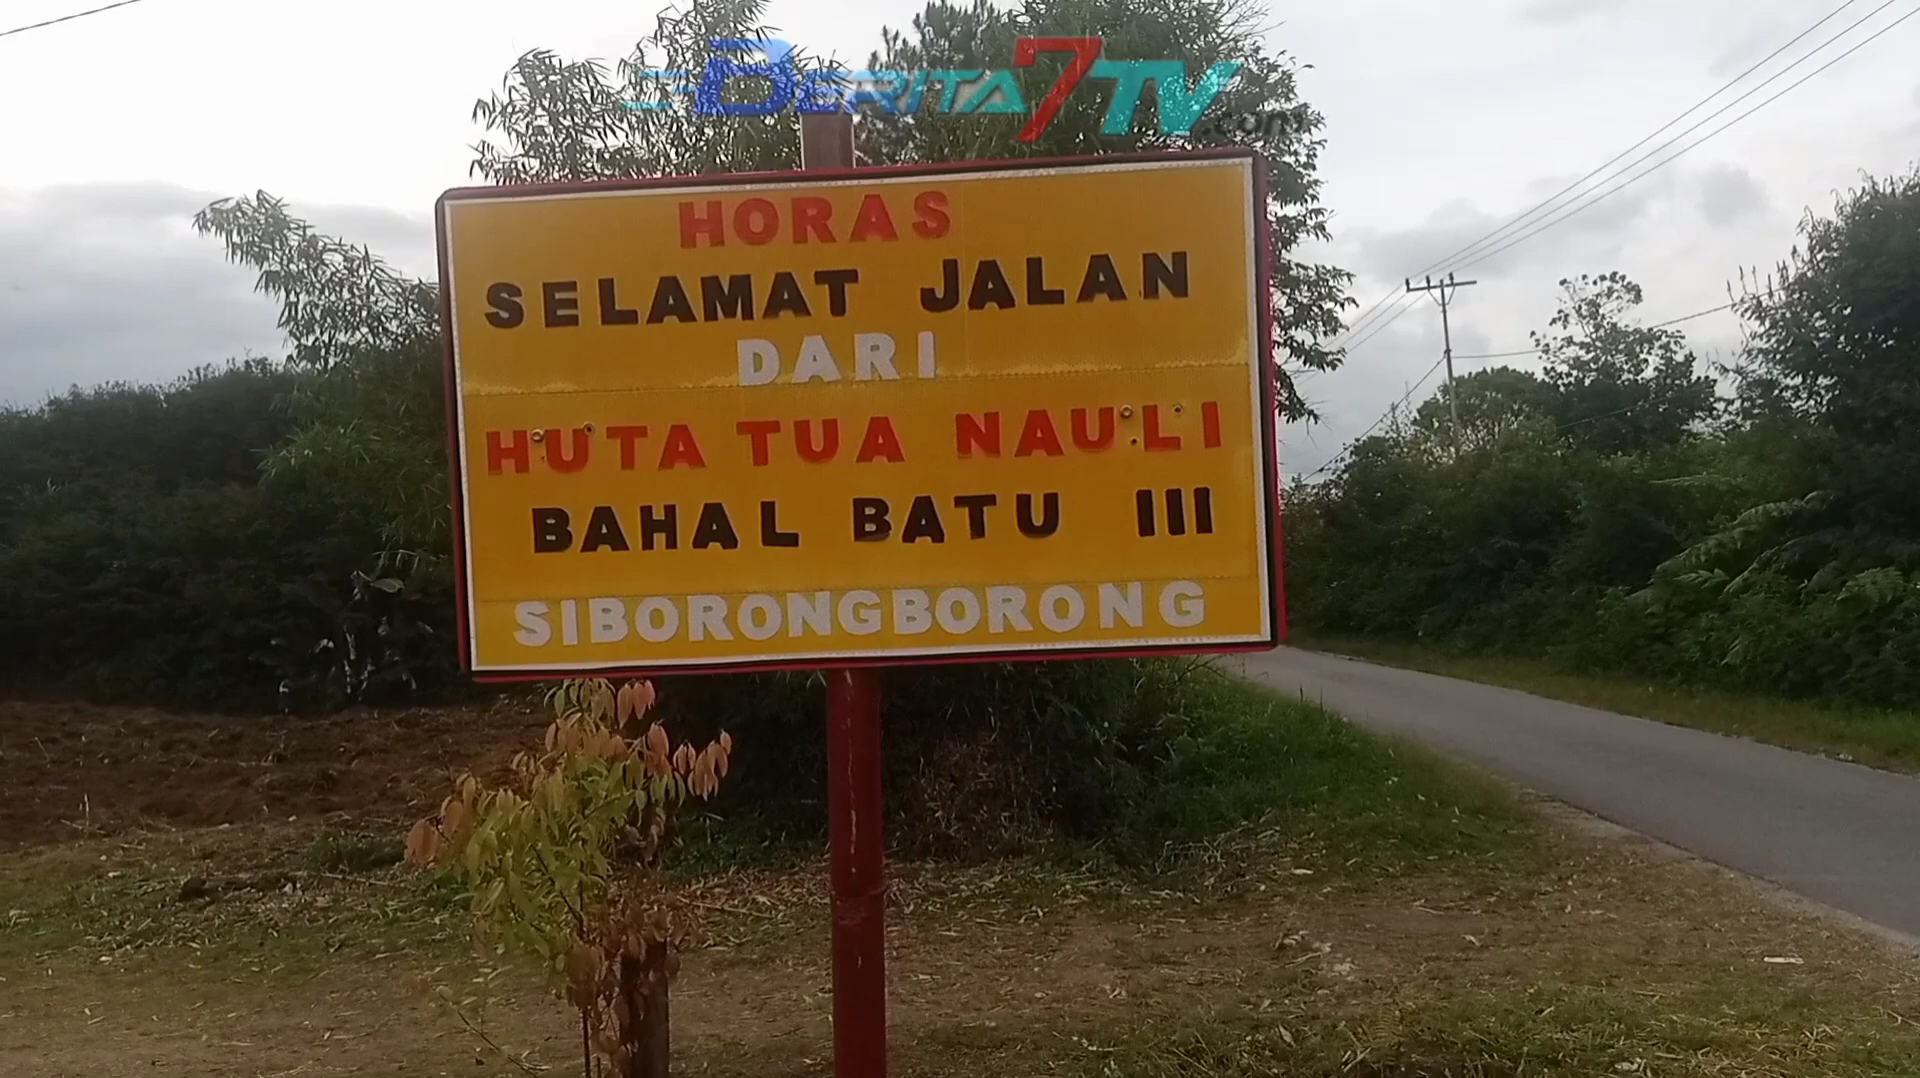 BERITA7TV
.com
HORAS
SELAMAT JALAN
DARI
HUTA TUA NAULI
BAHAL BATU III
SIBORONGBORONG